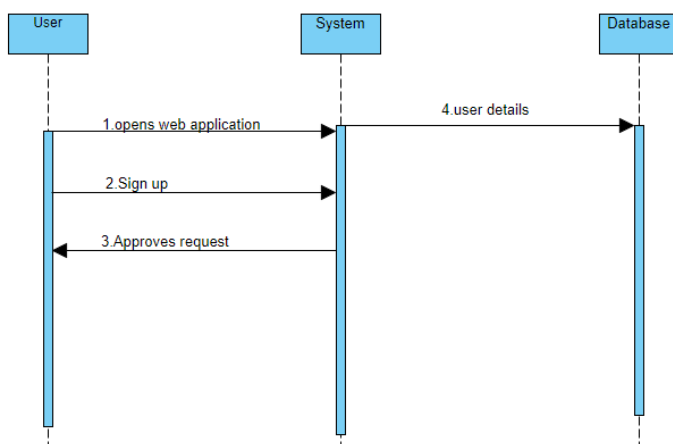 User
System
Database
1.opens web application
4.user details
2.Sign up
3.Approves request